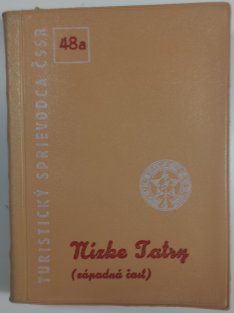 48a
TURISTICKÝ SPRIEVODCA ČSSR
Nízke Tatry
(západná časť)